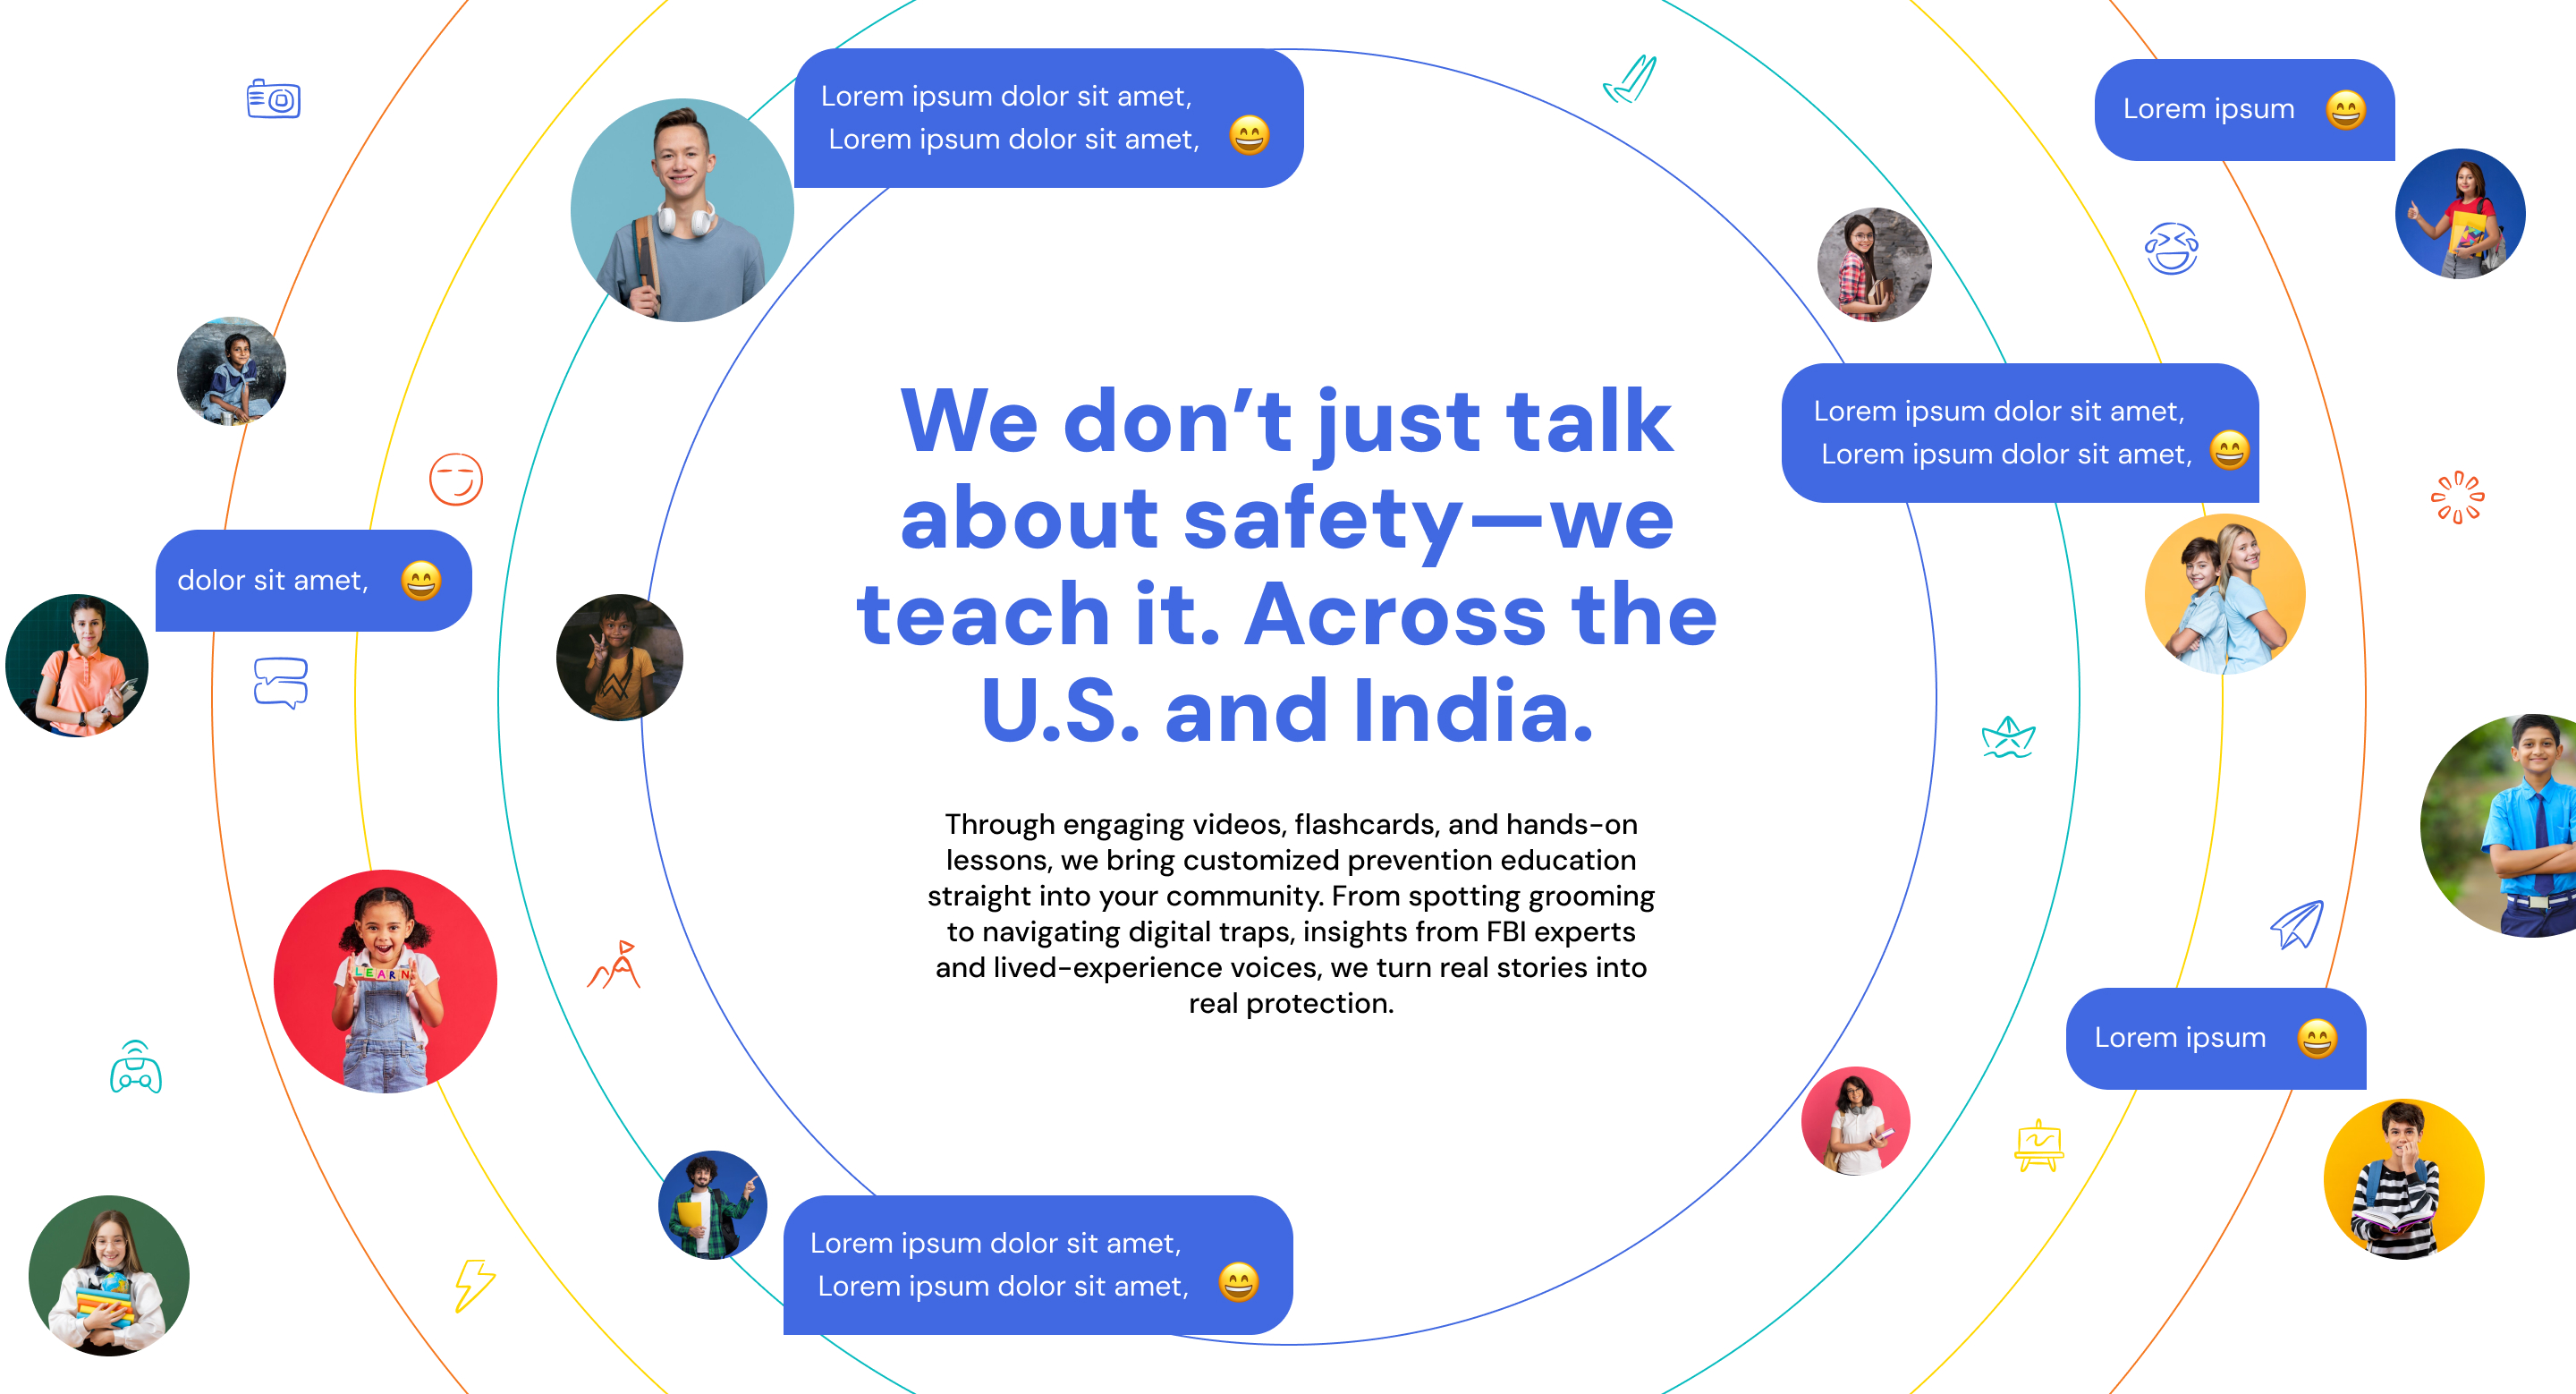 Lorem ipsum dolor sit amet,
Lorem ipsum dolor sit amet,
Lorem ipsum
Lorem ipsum dolor sit amet,
Lorem ipsum dolor sit amet,
dolor sit amet,
We don’t just talk
about safety—we
teach it. Across the
U.S. and India.
Through engaging videos, flashcards, and hands-on
lessons, we bring customized prevention education
straight into your community. From spotting grooming
to navigating digital traps, insights from FBI experts
and lived-experience voices, we turn real stories into
real protection.
LEARN
Lorem ipsum
Lorem ipsum dolor sit amet,
Lorem ipsum dolor sit amet,